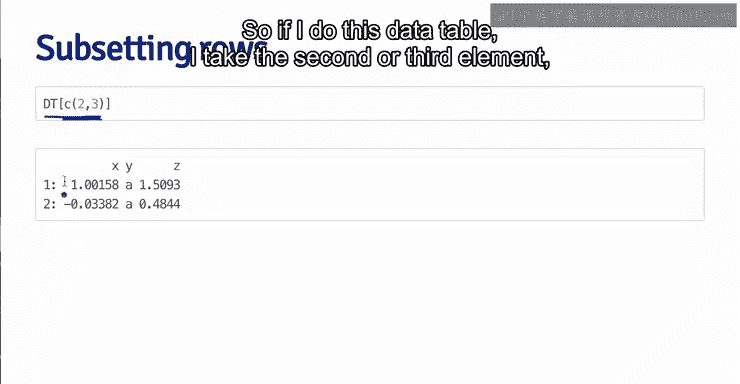 So if I do this data table,
Subsetting rows
I take the second or third element,
DT[c(2,3)]
x y z
1: 1.00158 a 1.5093
2: -0.03382 a 0.4844